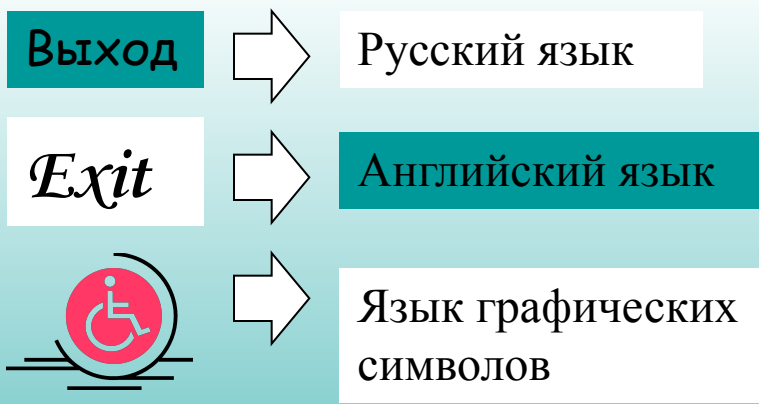 Выход
Русский язык
Exit
Английский язык
Язык графических
символов